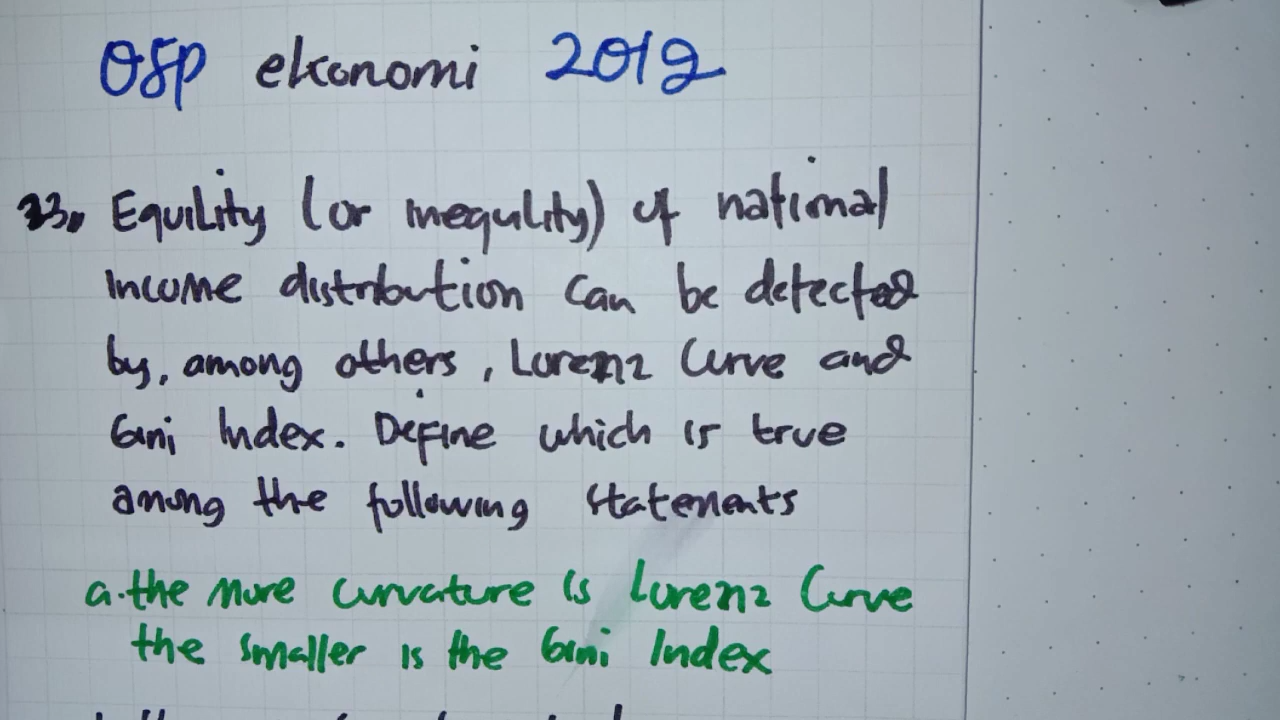 OSP ekonomi 2019
33. Equility (or inequlity) of national
income distribution can be detected
by, among others, Lorenz Curve and
Gini Index. Define which is true
among the following statements
a. the more curvature is Lorenz Curve
the smaller is the Gini Index